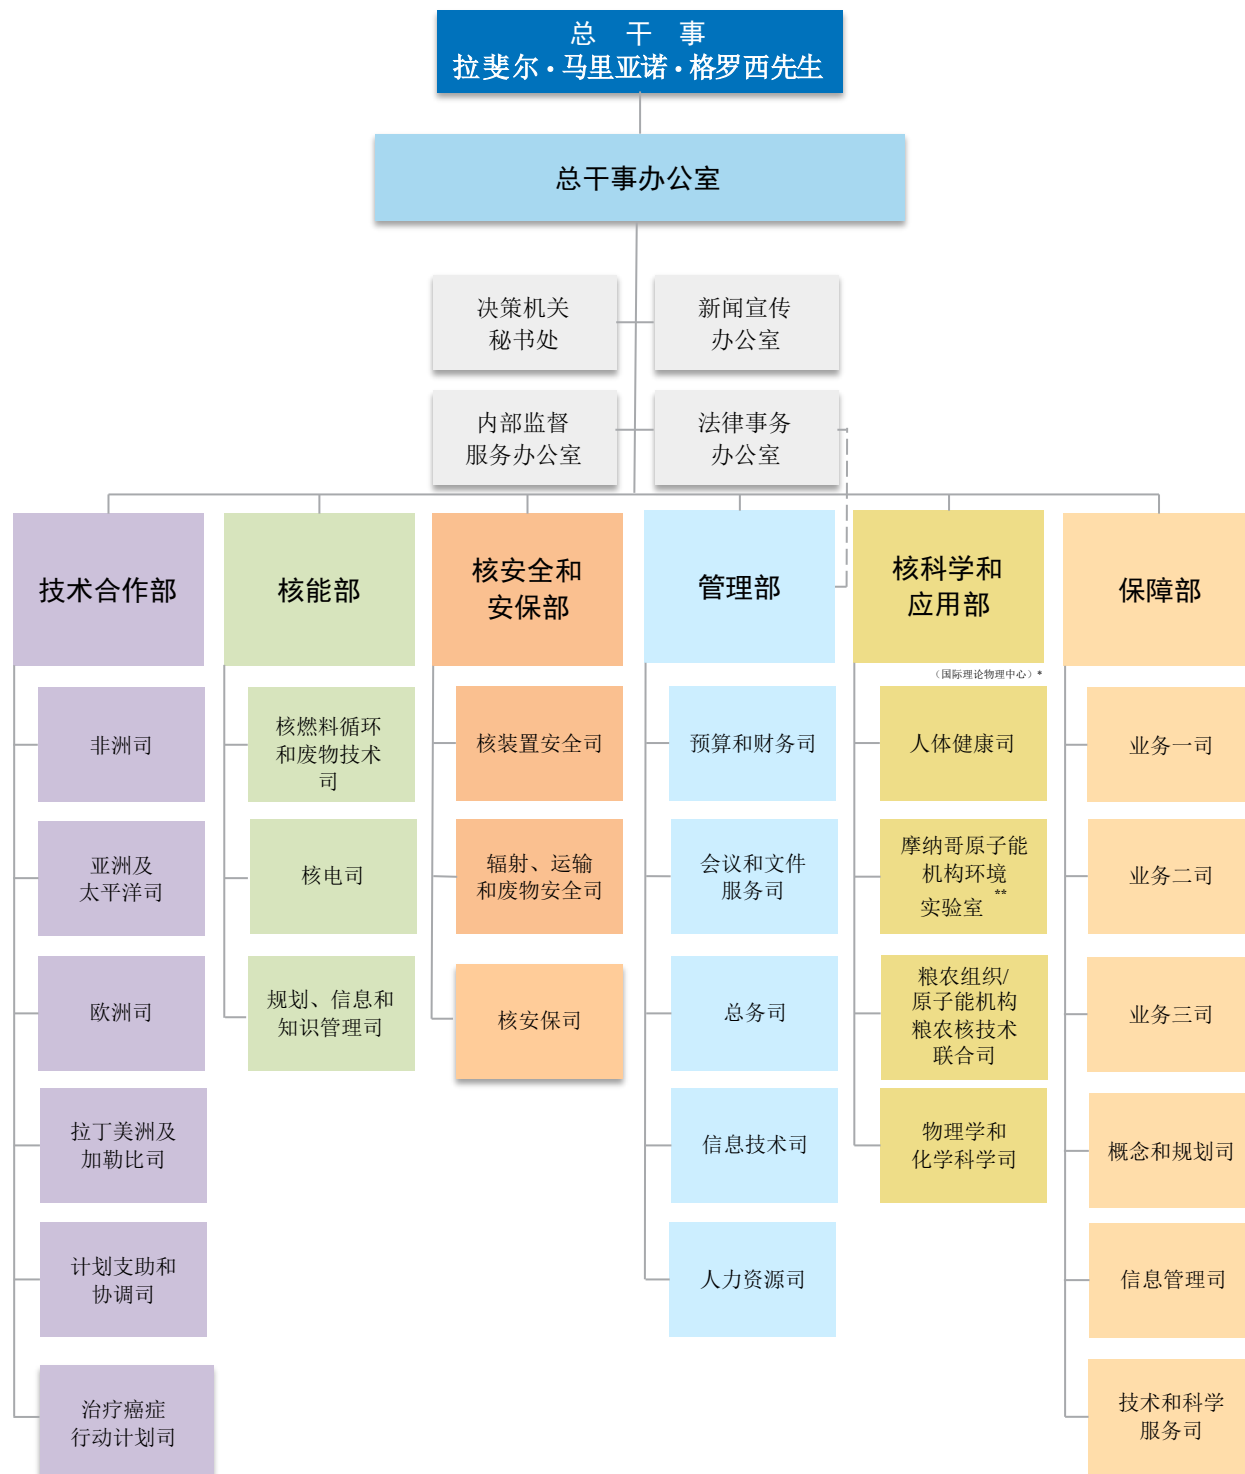 总 干 事
拉斐尔·马里亚诺·格罗西先生
总干事办公室
决策机关
秘书处
新闻宣传
办公室
内部监督
服务办公室
法律事务
办公室
技术合作部
非洲司
亚洲及
太平洋司
欧洲司
拉丁美洲及
加勒比司
计划支助和
协调司
治疗癌症
行动计划司
核能部
核燃料循环
和废物技术
司
核电司
规划、信息和
知识管理司
核安全和
安保部
核装置安全司
辐射、运输
和废物安全司
核安保司
管理部
预算和财务司
会议和文件
服务司
总务司
信息技术司
人力资源司
核科学和
应用部
（国际理论物理中心）*
人体健康司
摩纳哥原子能
机构环境
实验室 **
粮农组织/
原子能机构
粮农核技术
联合司
物理学和
化学科学司
保障部
业务一司
业务二司
业务三司
概念和规划司
信息管理司
技术和科学
服务司